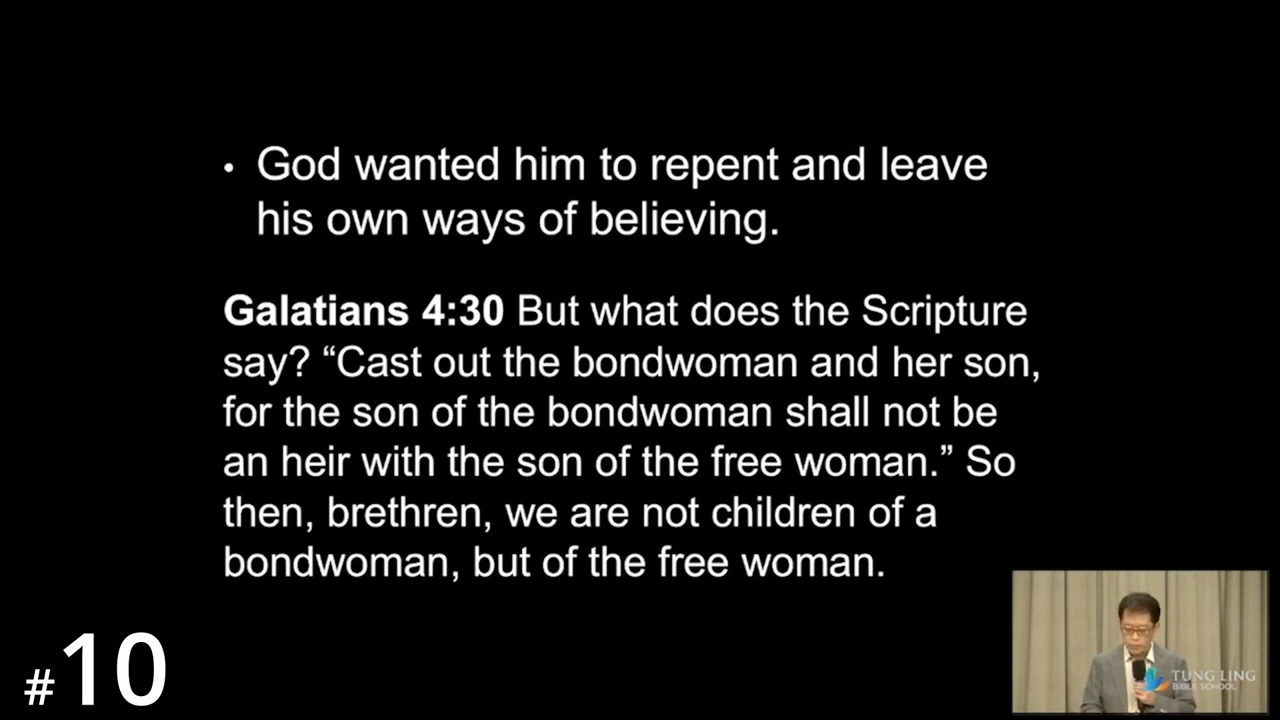 • God wanted him to repent and leave
his own ways of believing.
Galatians 4:30 But what does the Scripture
say? “Cast out the bondwoman and her son,
for the son of the bondwoman shall not be
an heir with the son of the free woman.” So
then, brethren, we are not children of a
bondwoman, but of the free woman.
#10
TUNG LING
BIBLE SCHOOL